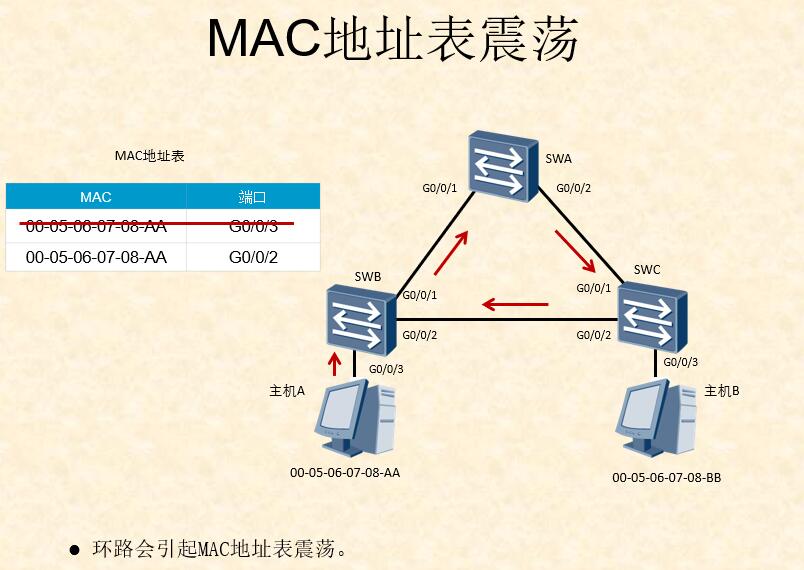 MAC地址表震荡
MAC地址表
MAC 端口
00-05-06-07-08-AA G0/0/3
00-05-06-07-08-AA G0/0/2
SWA
G0/0/1 G0/0/2
SWB SWC
G0/0/1 G0/0/1
G0/0/2 G0/0/2
G0/0/3 G0/0/3
主机A 主机B
00-05-06-07-08-AA 00-05-06-07-08-BB
● 环路会引起MAC地址表震荡。